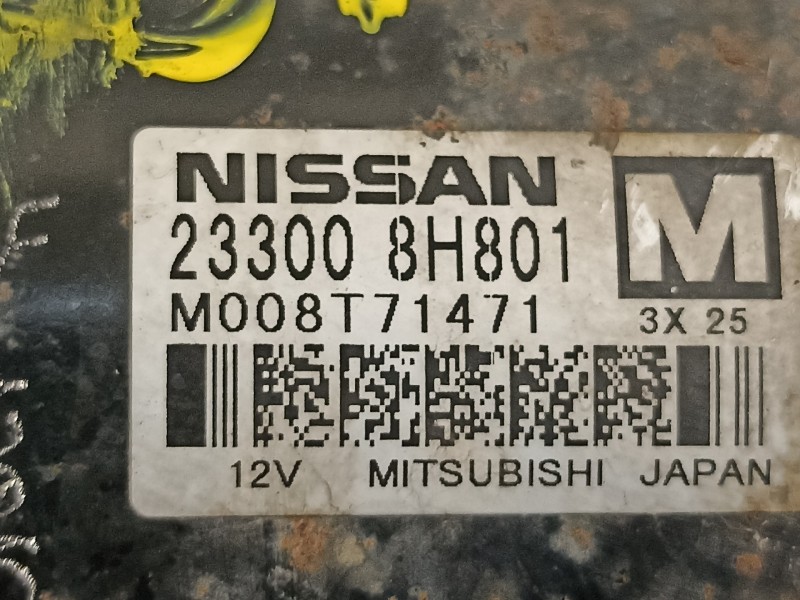 NISSAN
M
23300 8H801
M008T71471
3X 25
12V MITSUBISHI JAPAN